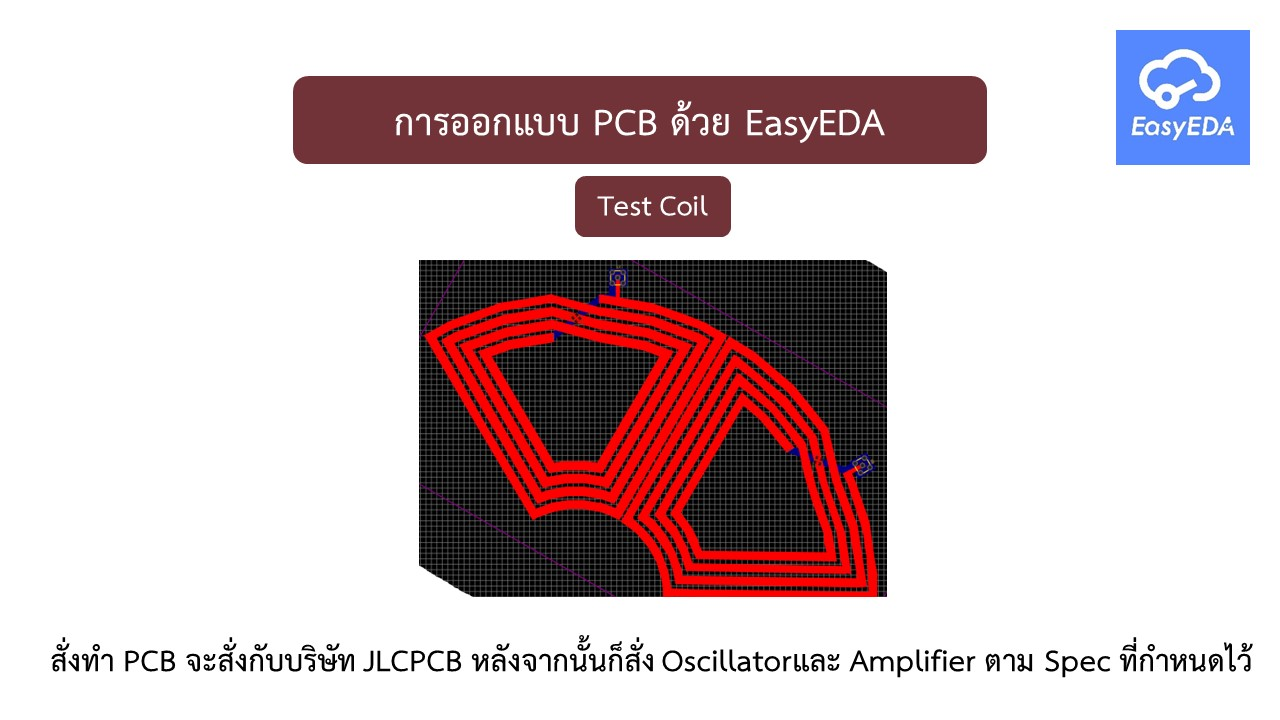 การออกแบบ PCB ด้วย EasyEDA
EasyEDA
Test Coil
สั่งทำ PCB จะสั่งกับบริษัท JLCPCB หลังจากนั้นก็สั่ง Oscillatorและ Amplifier ตาม Spec ที่กำหนดไว้